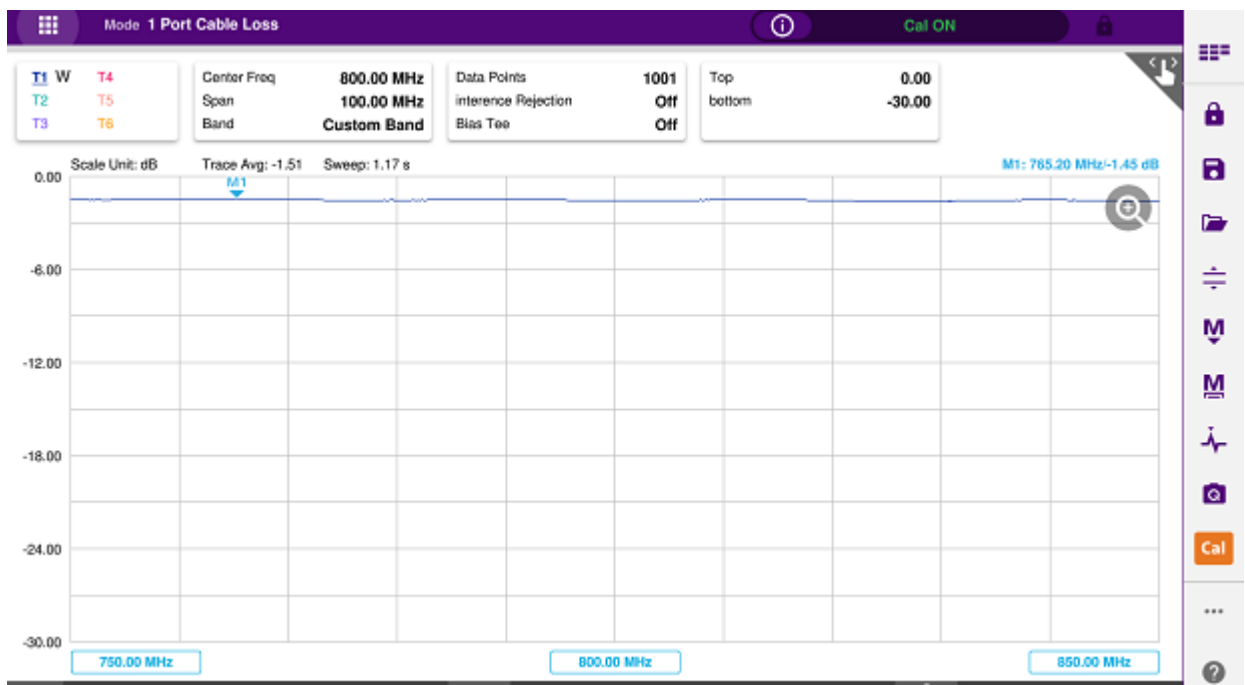 Mode 1 Port Cable Loss
Cal ON
T1 W T4
T2 T5
T3 T6
Center Freq 800.00 MHz
Span 100.00 MHz
Band Custom Band
Data Points 1001
interence Rejection Off
Bias Tee Off
Top 0.00
bottom -30.00
Scale Unit: dB Trace Avg: -1.51 Sweep: 1.17 s M1: 765.20 MHz/-1.45 dB
0.00
M1
-6.00
-12.00
-18.00
-24.00
-30.00
750.00 MHz 800.00 MHz 850.00 MHz
M
M
Cal